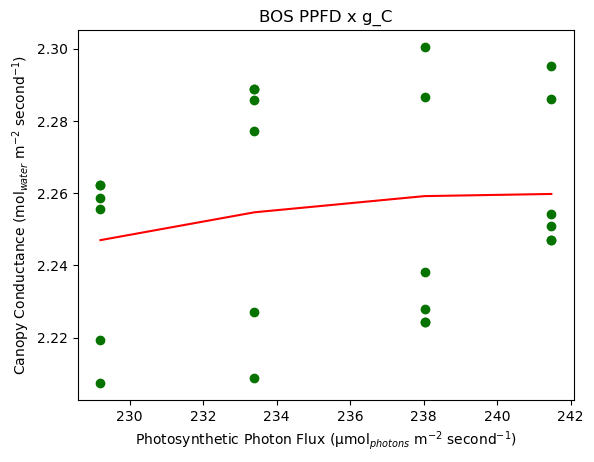 BOS PPFD x g_C
2.30
2.28
2.26
2.24
2.22
Canopy Conductance (mol_water m⁻² second⁻¹)
230 232 234 236 238 240 242
Photosynthetic Photon Flux (μmol_photons m⁻² second⁻¹)